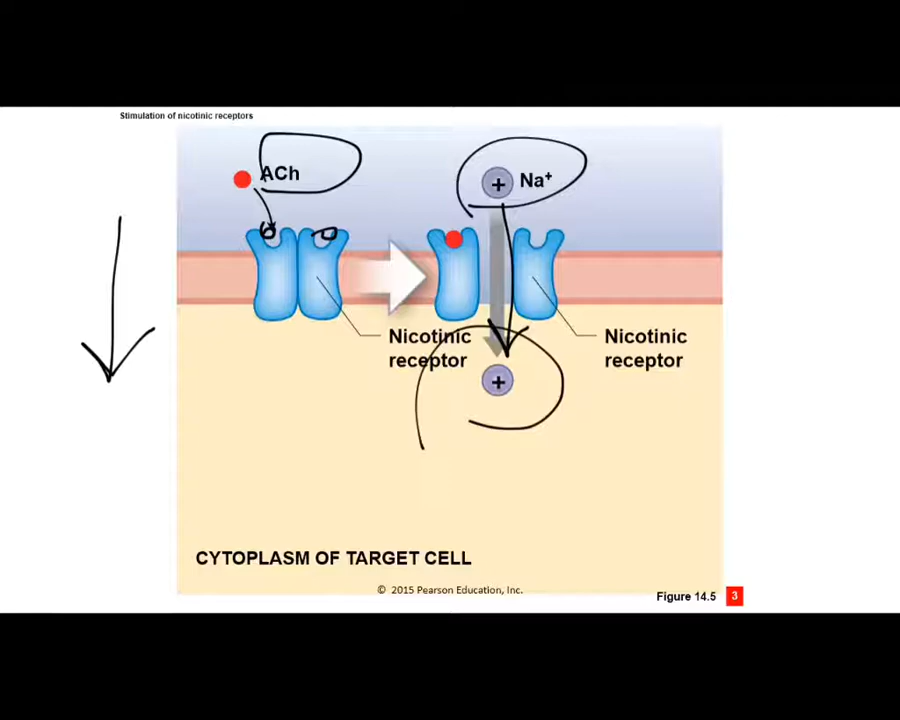 Stimulation of nicotinic receptors
ACh
+ Na⁺
Nicotinic
receptor
Nicotinic
receptor
+
CYTOPLASM OF TARGET CELL
© 2015 Pearson Education, Inc.
Figure 14.5 3